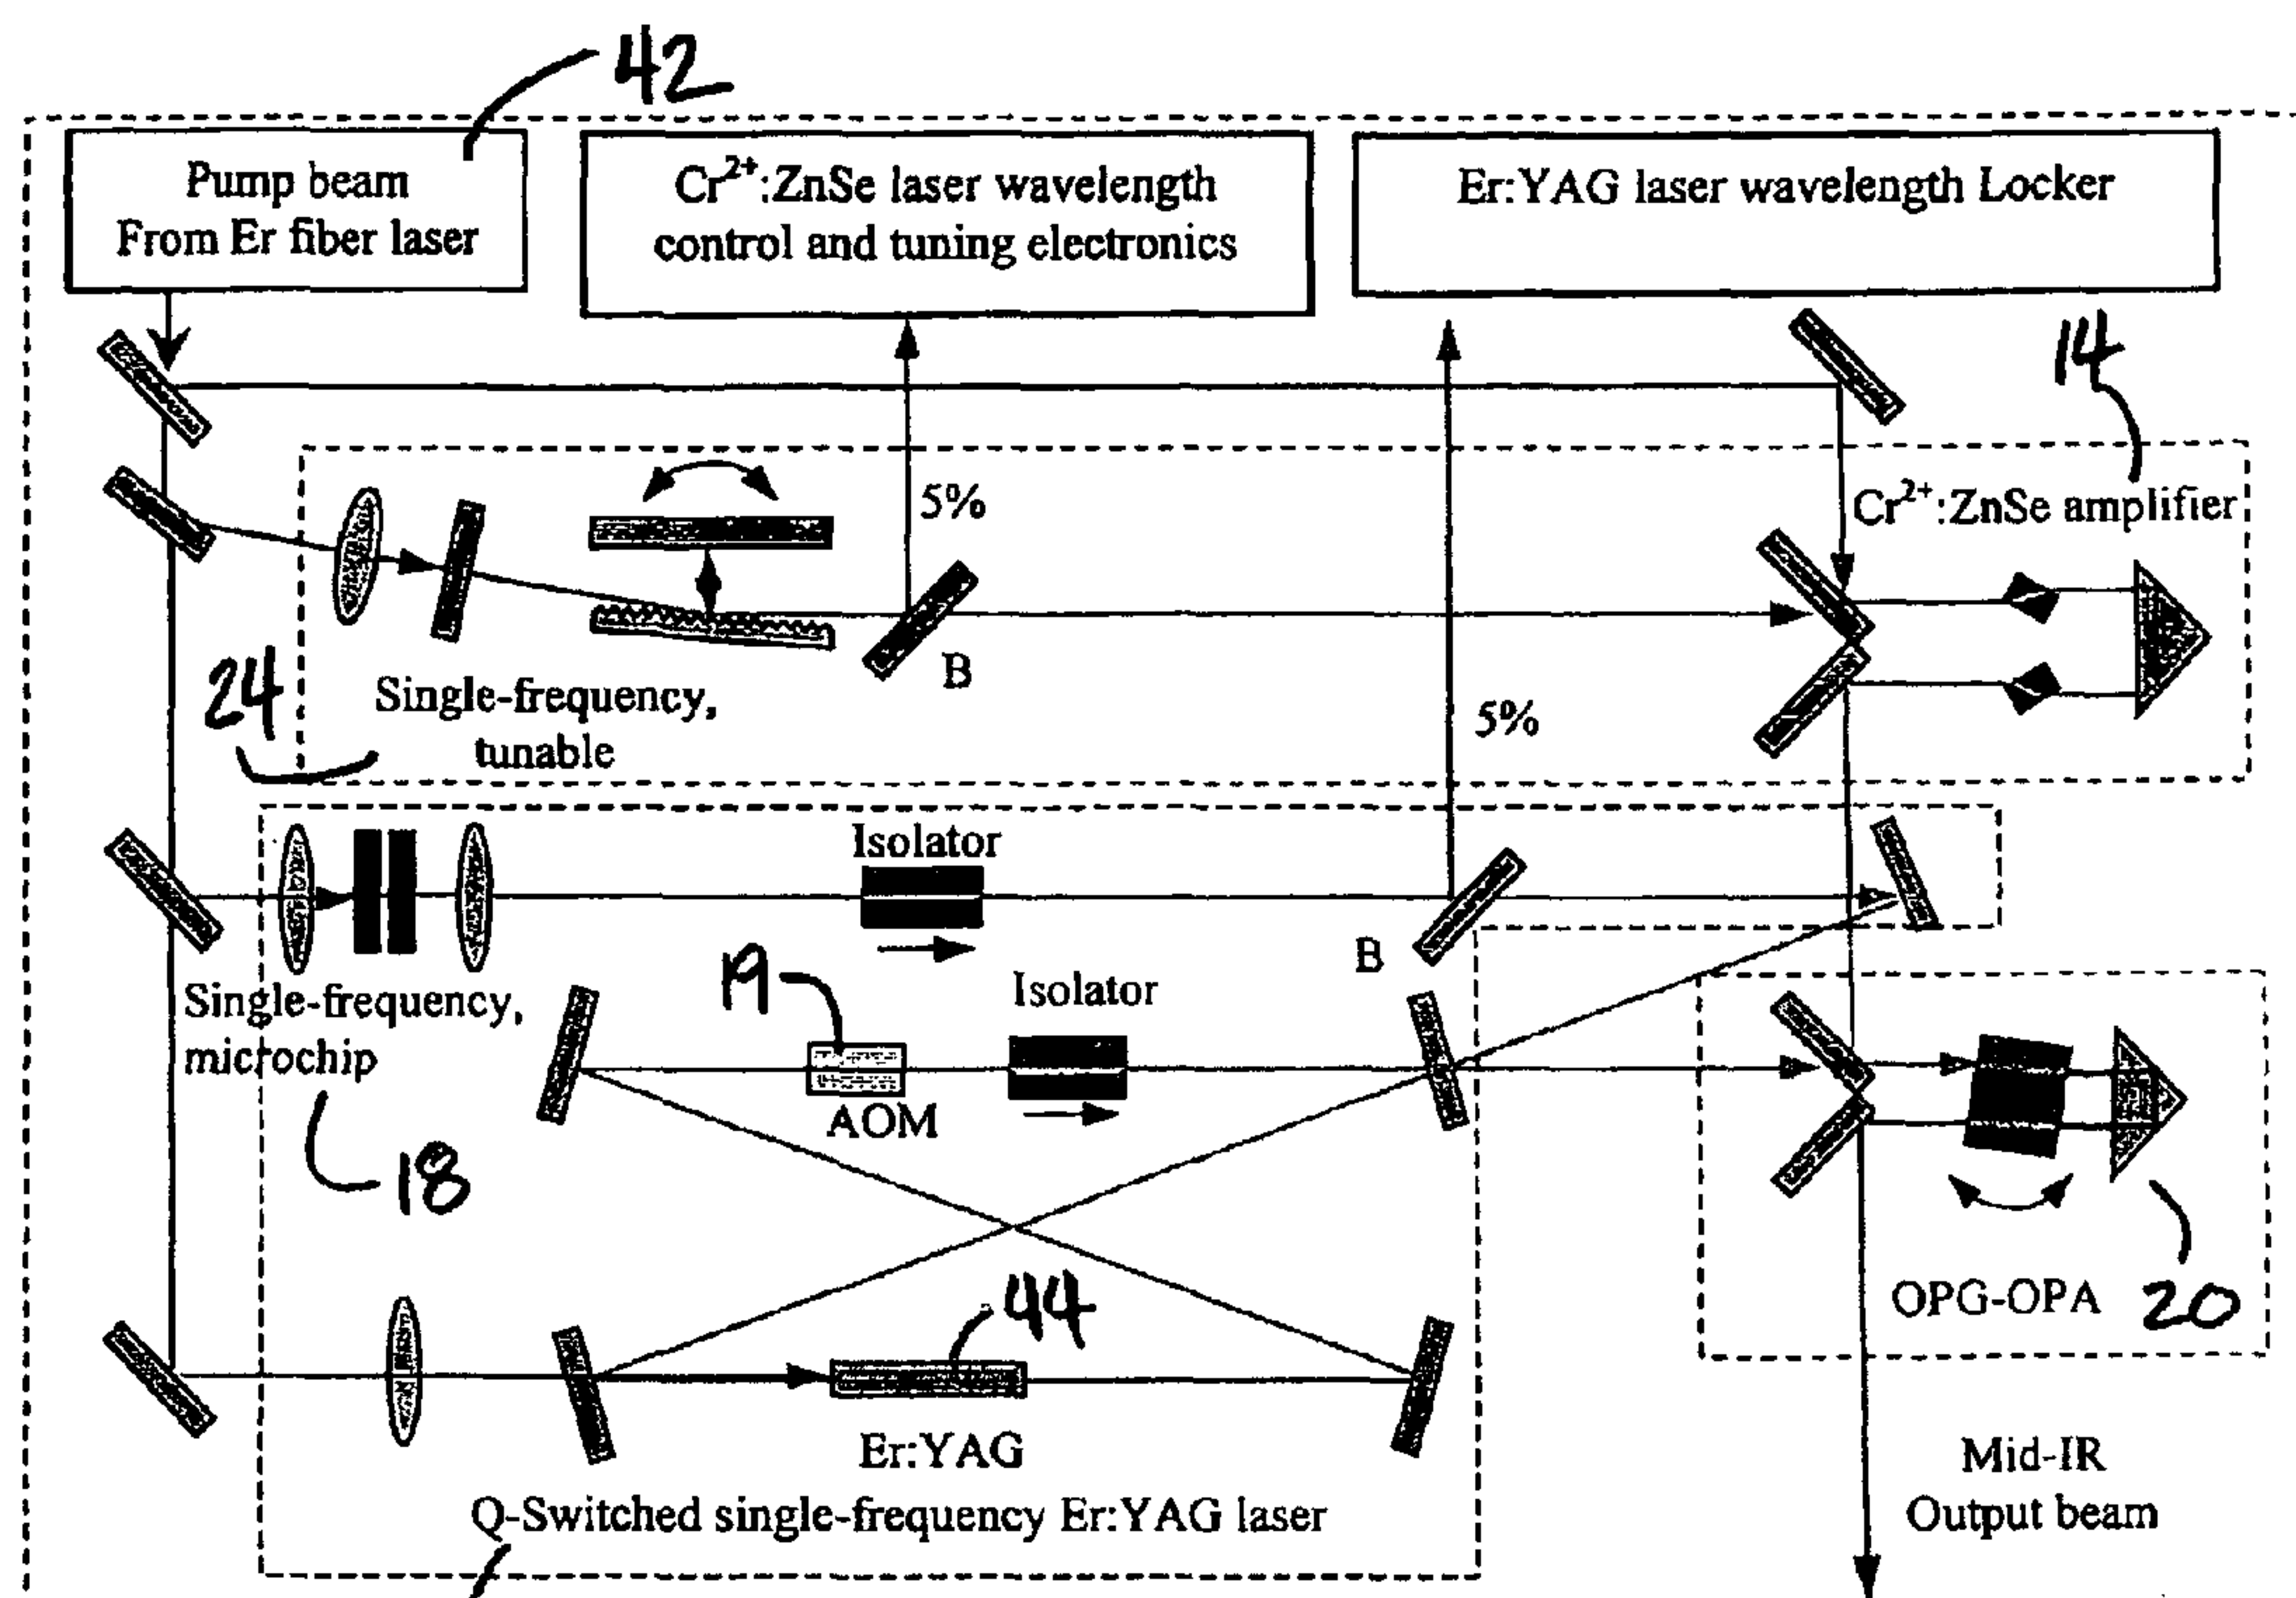 42
Pump beam
From Er fiber laser
Cr2+:ZnSe laser wavelength
control and tuning electronics
Er:YAG laser wavelength Locker
14
5%
Cr2+:ZnSe amplifier
B
24
Single-frequency,
tunable
5%
Isolator
B
19
Isolator
Single-frequency,
microchip
AOM
18
44
OPG-OPA
20
Er:YAG
Mid-IR
Output beam
Q-Switched single-frequency Er:YAG laser